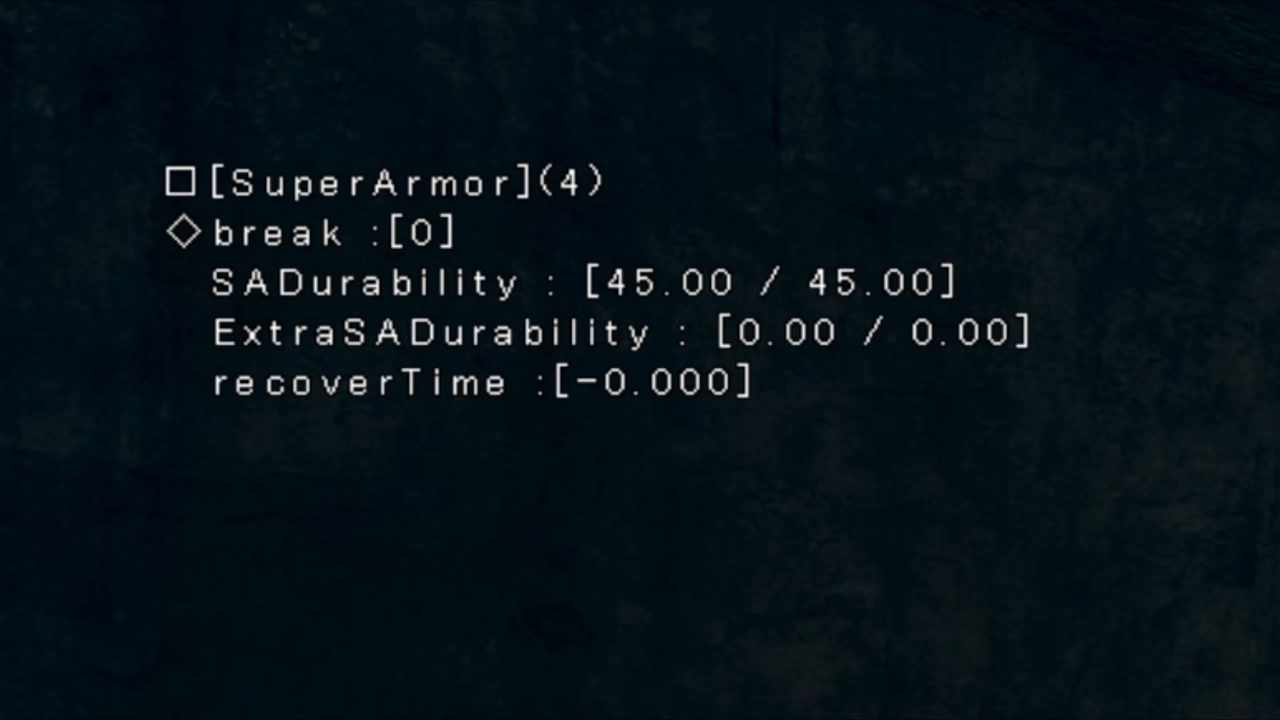 □[SuperArmor](4)
◇break :[0]
SADurability : [45.00 / 45.00]
ExtraSADurability : [0.00 / 0.00]
recoverTime :[-0.000]